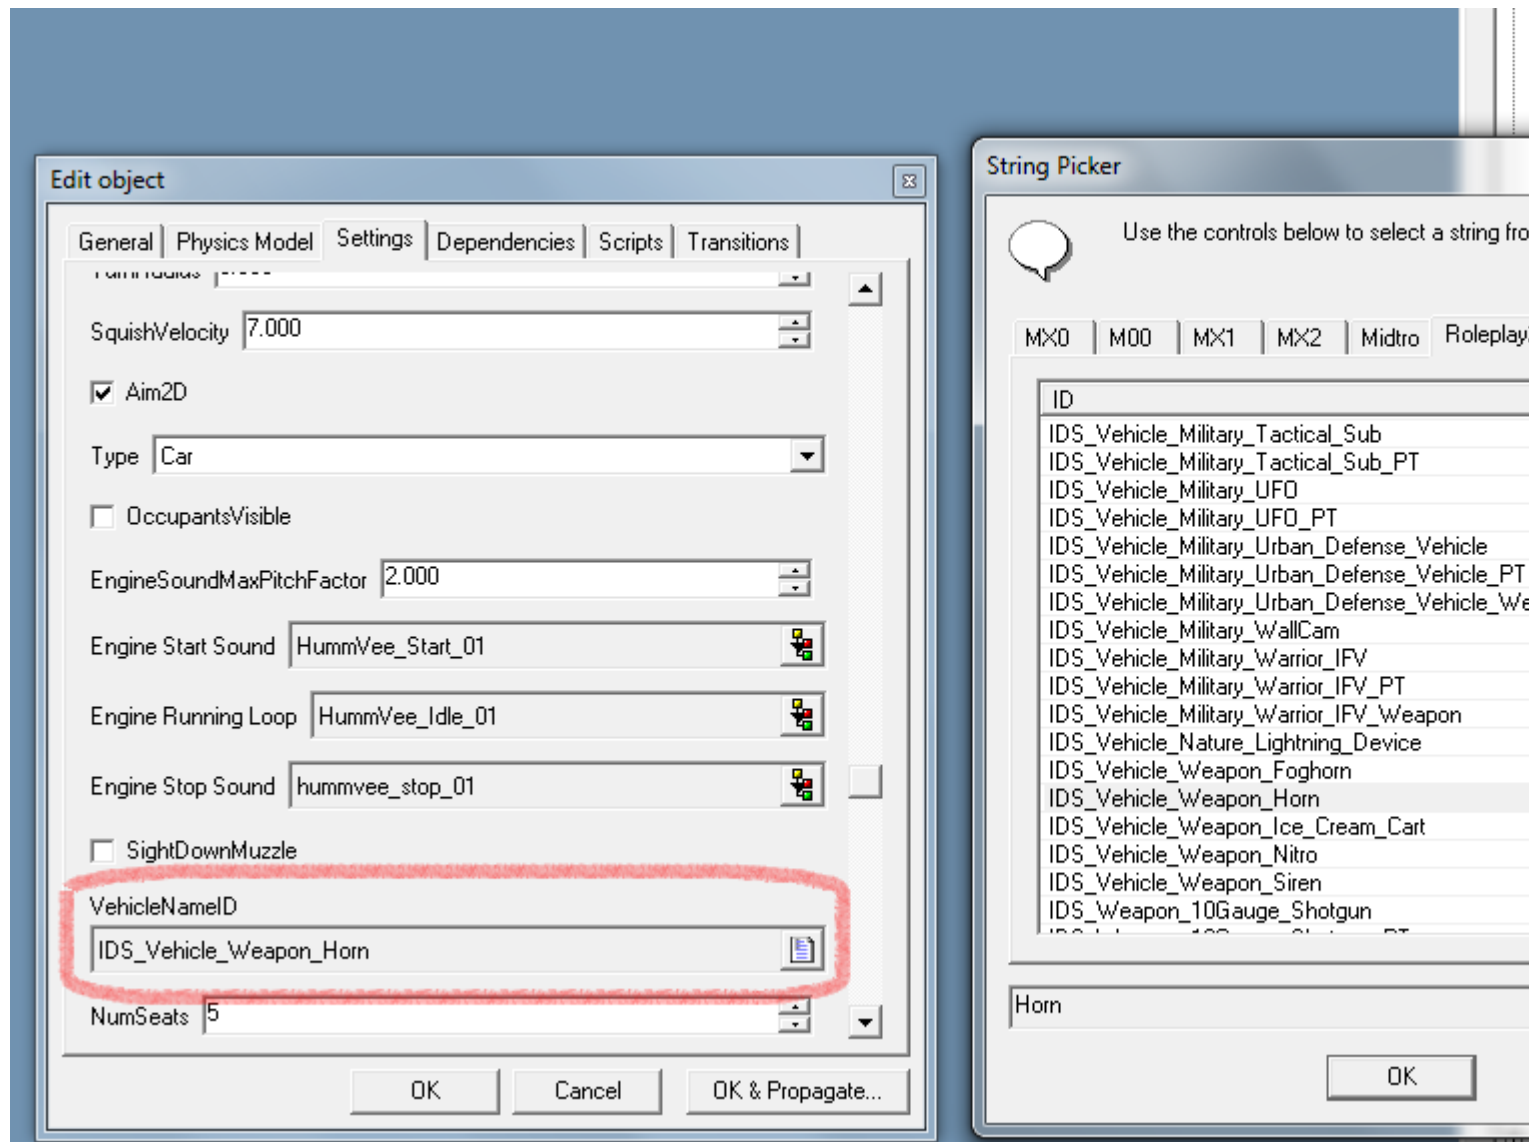 Edit object
General Physics Model Settings Dependencies Scripts Transitions
SquishVelocity 7.000
Aim2D
Type Car
OccupantsVisible
EngineSoundMaxPitchFactor 2.000
Engine Start Sound HummVee_Start_01
Engine Running Loop HummVee_Idle_01
Engine Stop Sound hummvee_stop_01
SightDownMuzzle
VehicleNameID
IDS_Vehicle_Weapon_Horn
NumSeats 5
OK Cancel OK & Propagate...
String Picker
Use the controls below to select a string fro
MX0 M00 MX1 MX2 Midtro Roleplay
ID
IDS_Vehicle_Military_Tactical_Sub
IDS_Vehicle_Military_Tactical_Sub_PT
IDS_Vehicle_Military_UFO
IDS_Vehicle_Military_UFO_PT
IDS_Vehicle_Military_Urban_Defense_Vehicle
IDS_Vehicle_Military_Urban_Defense_Vehicle_PT
IDS_Vehicle_Military_Urban_Defense_Vehicle_We
IDS_Vehicle_Military_WallCam
IDS_Vehicle_Military_Warrior_IFV
IDS_Vehicle_Military_Warrior_IFV_PT
IDS_Vehicle_Military_Warrior_IFV_Weapon
IDS_Vehicle_Nature_Lightning_Device
IDS_Vehicle_Weapon_Foghorn
IDS_Vehicle_Weapon_Horn
IDS_Vehicle_Weapon_Ice_Cream_Cart
IDS_Vehicle_Weapon_Nitro
IDS_Vehicle_Weapon_Siren
IDS_Weapon_10Gauge_Shotgun
Horn
OK